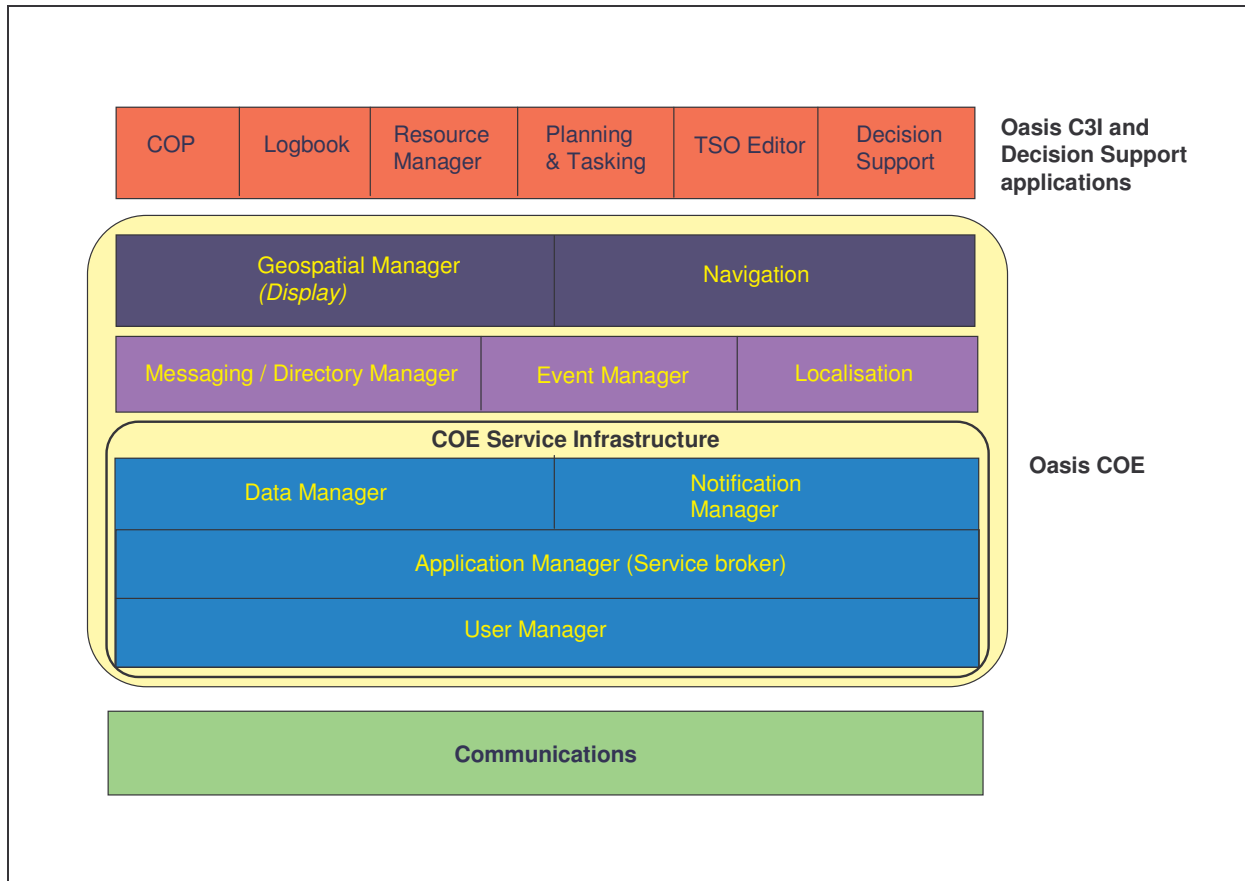 COP
Logbook
Resource
Manager
Planning
& Tasking
TSO Editor
Decision
Support
Oasis C3I and
Decision Support
applications
Geospatial Manager
(Display)
Navigation
Messaging / Directory Manager
Event Manager
Localisation
COE Service Infrastructure
Oasis COE
Data Manager
Notification
Manager
Application Manager (Service broker)
User Manager
Communications